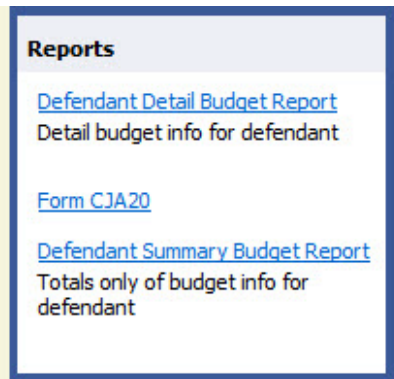 Reports
Defendant Detail Budget Report
Detail budget info for defendant
Form CJA20
Defendant Summary Budget Report
Totals only of budget info for
defendant